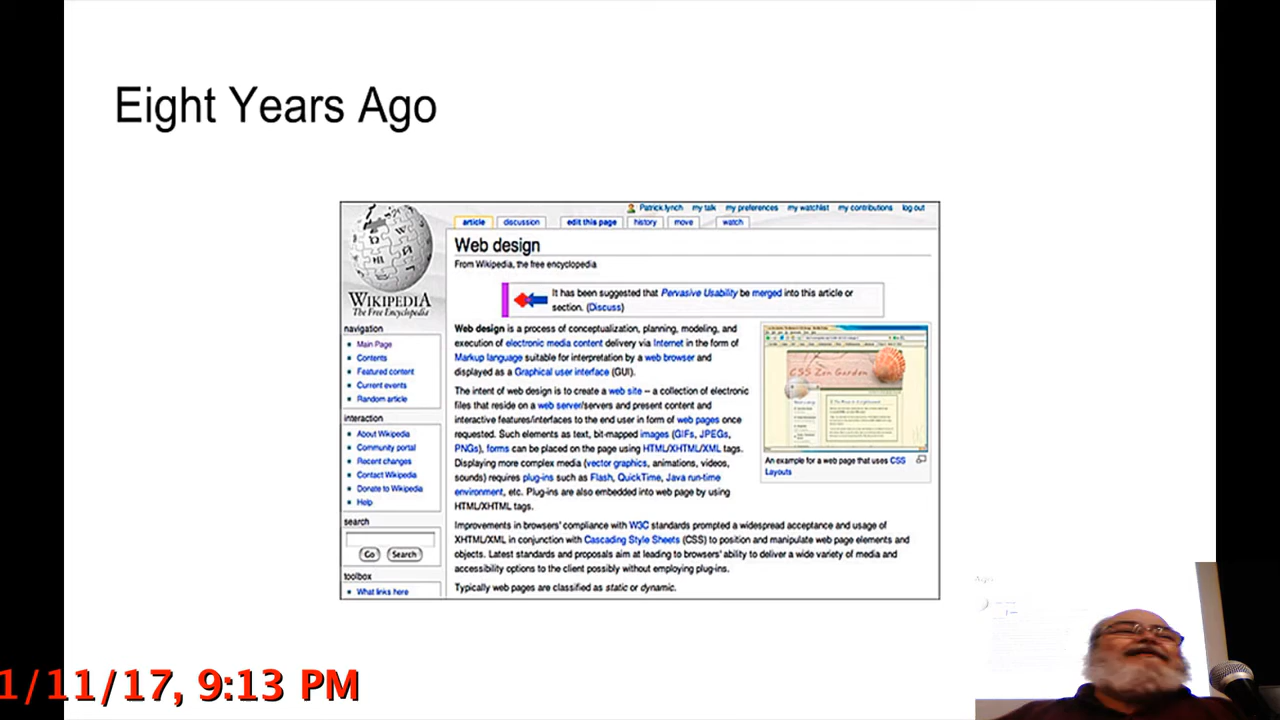 Eight Years Ago
Patrick.lynch my talk my preferences my watchlist my contributions log out
article discussion edit this page history move watch
Web design
From Wikipedia, the free encyclopedia
It has been suggested that Pervasive Usability be merged into this article or
section. (Discuss)
WIKIPEDIA
The Free Encyclopedia
navigation
Main Page
Contents
Featured content
Current events
Random article
interaction
About Wikipedia
Community portal
Recent changes
Contact Wikipedia
Donate to Wikipedia
Help
search
Go Search
toolbox
What links here
Web design is a process of conceptualization, planning, modeling, and
execution of electronic media content delivery via Internet in the form of
Markup language suitable for interpretation by a web browser and
displayed as a Graphical user interface (GUI).
The intent of web design is to create a web site -- a collection of electronic
files that reside on a web server/servers and present content and
interactive features/interfaces to the end user in form of web pages once
requested. Such elements as text, bit-mapped images (GIFs, JPEGs,
PNGs), forms can be placed on the page using HTML/XHTML/XML tags.
Displaying more complex media (vector graphics, animations, videos,
sounds) requires plug-ins such as Flash, QuickTime, Java run-time
environment, etc. Plug-ins are also embedded into web page by using
HTML/XHTML tags.
Improvements in browsers' compliance with W3C standards prompted a widespread acceptance and usage of
XHTML/XML in conjunction with Cascading Style Sheets (CSS) to position and manipulate web page elements and
objects. Latest standards and proposals aim at leading to browsers' ability to deliver a wide variety of media and
accessibility options to the client possibly without employing plug-ins.
Typically web pages are classified as static or dynamic.
CSS Zen Garden
An example for a web page that uses CSS
Layouts
1/11/17, 9:13 PM